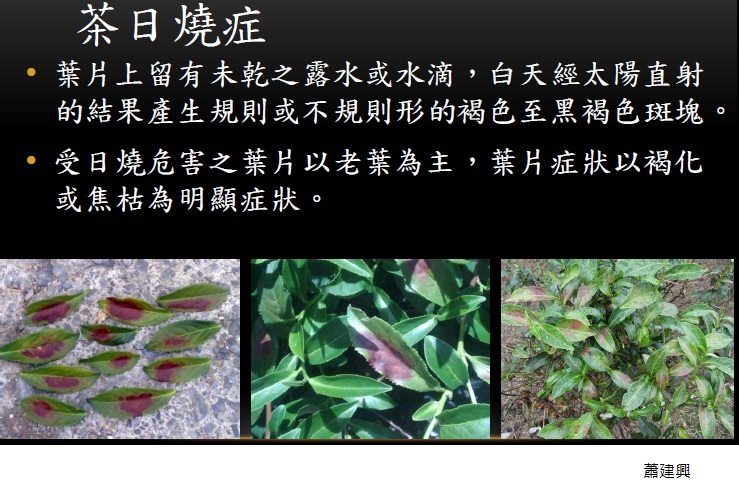 茶日燒症
• 葉片上留有未乾之露水或水滴，白天經太陽直射
的結果產生規則或不規則形的褐色至黑褐色斑塊。
• 受日燒危害之葉片以老葉為主，葉片症狀以褐化
或焦枯為明顯症狀。
蕭建興